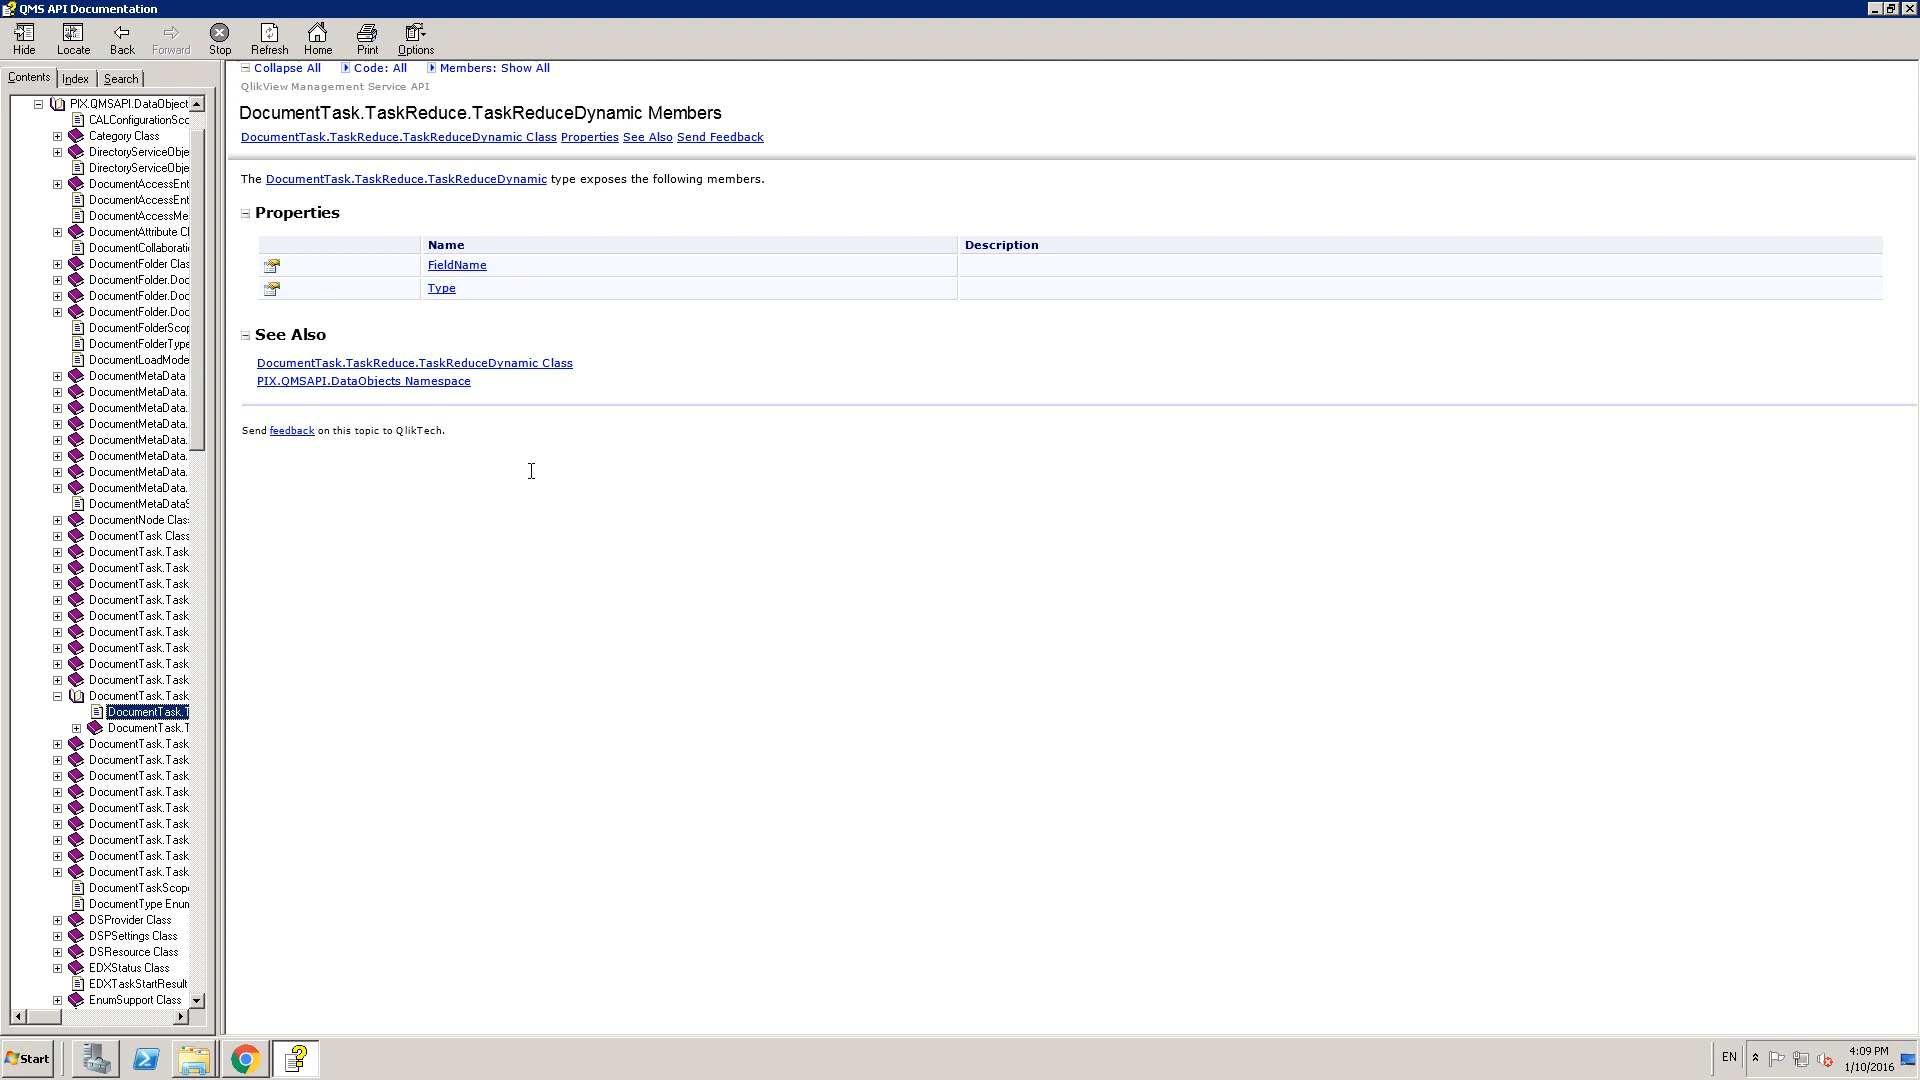 QMS API Documentation
Hide Locate Back Forward Stop Refresh Home Print Options
Contents Index Search
PIX.QMSAPI.DataObject
CALConfigurationSco
Category Class
DirectoryServiceObje
DirectoryServiceObje
DocumentAccessEnt
DocumentAccessEnt
DocumentAccessMe
DocumentAttribute Cl
DocumentCollaborati
DocumentFolder Clas
DocumentFolder.Doc
DocumentFolder.Doc
DocumentFolder.Doc
DocumentFolderScop
DocumentFolderType
DocumentLoadMode
DocumentMetaData
DocumentMetaData.
DocumentMetaData.
DocumentMetaData.
DocumentMetaData.
DocumentMetaData.
DocumentMetaData.
DocumentMetaData.
DocumentMetaDataS
DocumentNode Clas
DocumentTask Class
DocumentTask.Task
DocumentTask.Task
DocumentTask.Task
DocumentTask.Task
DocumentTask.Task
DocumentTask.Task
DocumentTask.Task
DocumentTask.Task
DocumentTask.Task
DocumentTask.Task
DocumentTask.T
DocumentTask.T
DocumentTask.Task
DocumentTask.Task
DocumentTask.Task
DocumentTask.Task
DocumentTask.Task
DocumentTask.Task
DocumentTask.Task
DocumentTask.Task
DocumentTask.Task
DocumentTaskScop
DocumentType Enum
DSProvider Class
DSPSettings Class
DSResource Class
EDXStatus Class
EDXTaskStartResult
EnumSupport Class
Collapse All Code: All Members: Show All
QlikView Management Service API
DocumentTask.TaskReduce.TaskReduceDynamic Members
DocumentTask.TaskReduce.TaskReduceDynamic Class Properties See Also Send Feedback
The DocumentTask.TaskReduce.TaskReduceDynamic type exposes the following members.
Properties
Name Description
FieldName
Type
See Also
DocumentTask.TaskReduce.TaskReduceDynamic Class
PIX.QMSAPI.DataObjects Namespace
Send feedback on this topic to QlikTech.
Start
EN
4:09 PM
1/10/2016